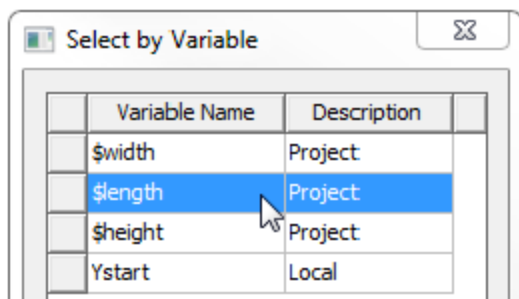 Select by Variable
Variable Name Description
$width Project
$length Project
$height Project
Ystart Local